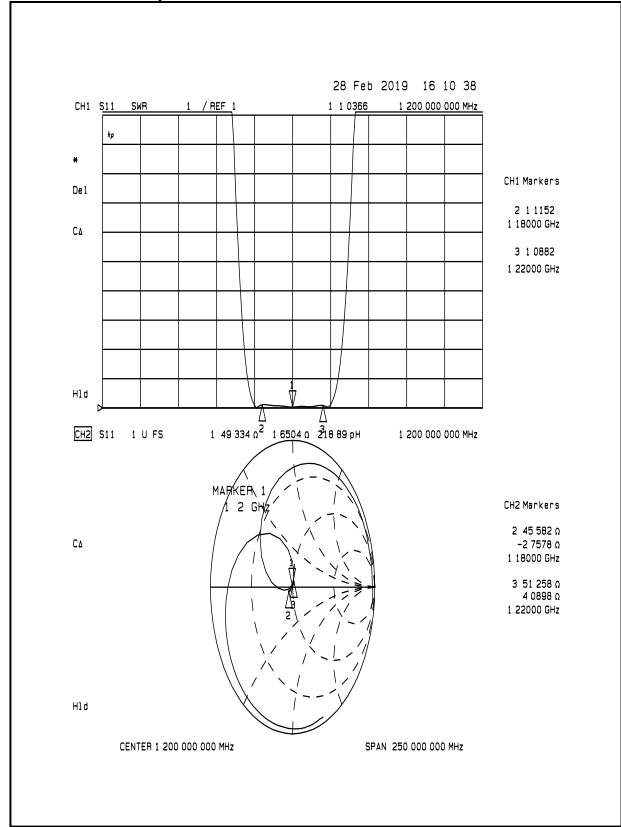 28 Feb 2019 16 10 38
CH1 S11 SWR 1 / REF 1 1 1 0366 1 200 000 000 MHz
hp
*
Del
CΔ
CH1 Markers
2 1 1152
1 18000 GHz
3 1 0882
1 22000 GHz
Hld
1
2
3
CH2 S11 1 U FS 1 49 334 Ω 1 6504 Ω 218 89 pH 1 200 000 000 MHz
MARKER 1
1 2 GHz
CH2 Markers
CΔ
2 45 582 Ω
-2 7578 Ω
1 18000 GHz
3 51 258 Ω
4 0898 Ω
1 22000 GHz
1
3
2
Hld
CENTER 1 200 000 000 MHz SPAN 250 000 000 MHz